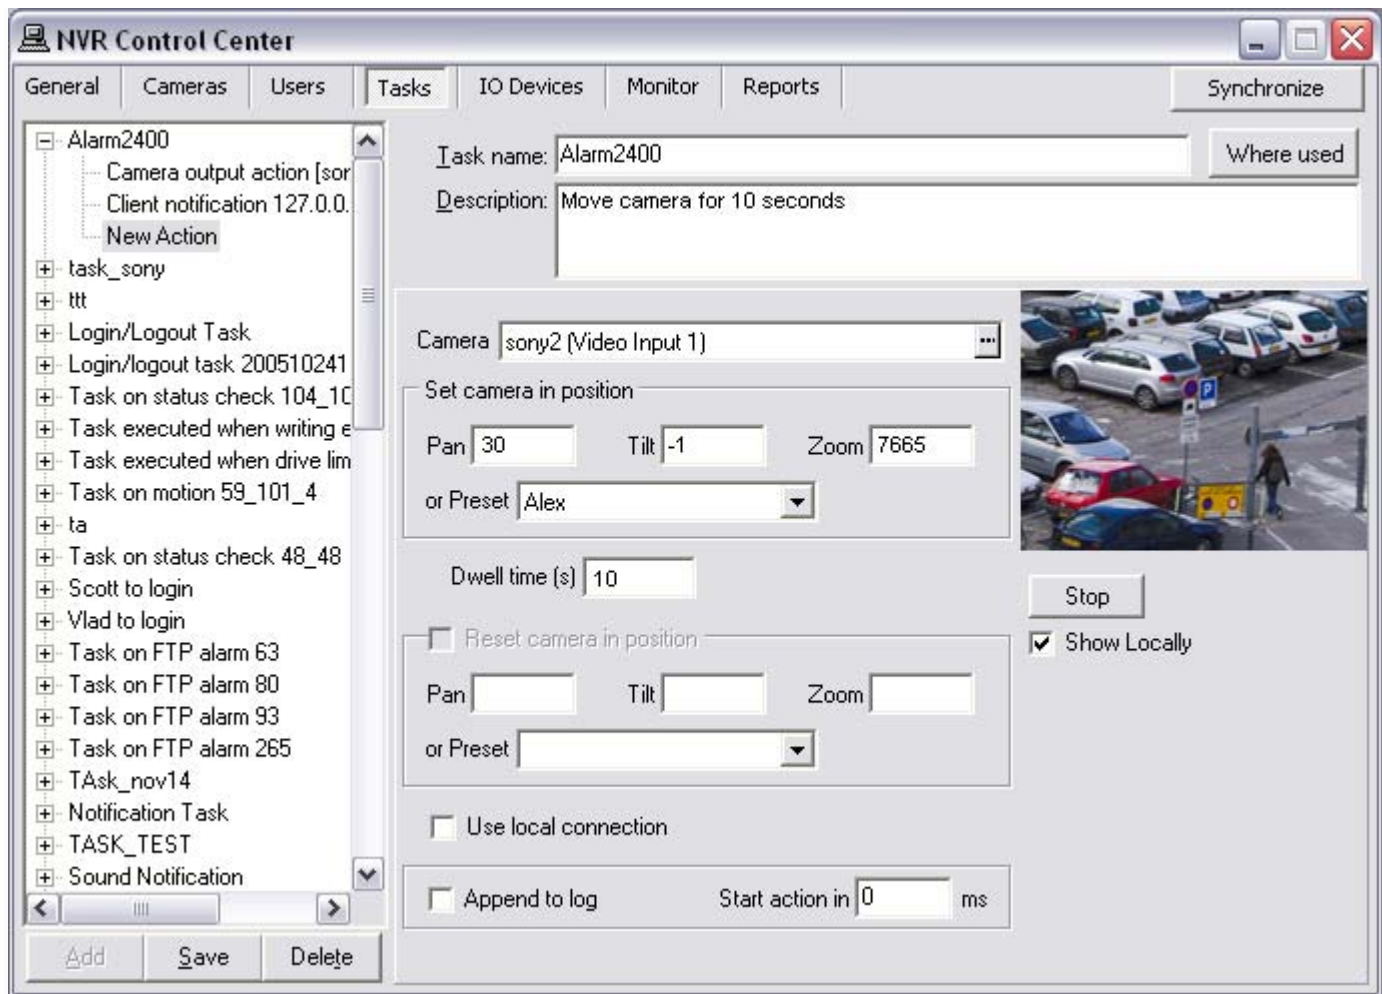 NVR Control Center
General Cameras Users Tasks IO Devices Monitor Reports Synchronize
Alarm2400
Camera output action [sor
Client notification 127.0.0.
New Action
task_sony
ttt
Login/Logout Task
Login/logout task 200510241
Task on status check 104_10
Task executed when writing e
Task executed when drive lim
Task on motion 59_101_4
ta
Task on status check 48_48
Scott to login
Vlad to login
Task on FTP alarm 63
Task on FTP alarm 80
Task on FTP alarm 93
Task on FTP alarm 265
TAsk_nov14
Notification Task
TASK_TEST
Sound Notification
Add Save Delete
Task name: Alarm2400 Where used
Description: Move camera for 10 seconds
Camera sony2 (Video Input 1) ...
Set camera in position
Pan 30 Tilt -1 Zoom 7665
or Preset Alex
Dwell time (s) 10
Reset camera in position
Pan Tilt Zoom
or Preset
Use local connection
Append to log Start action in 0 ms
P
Stop
Show Locally